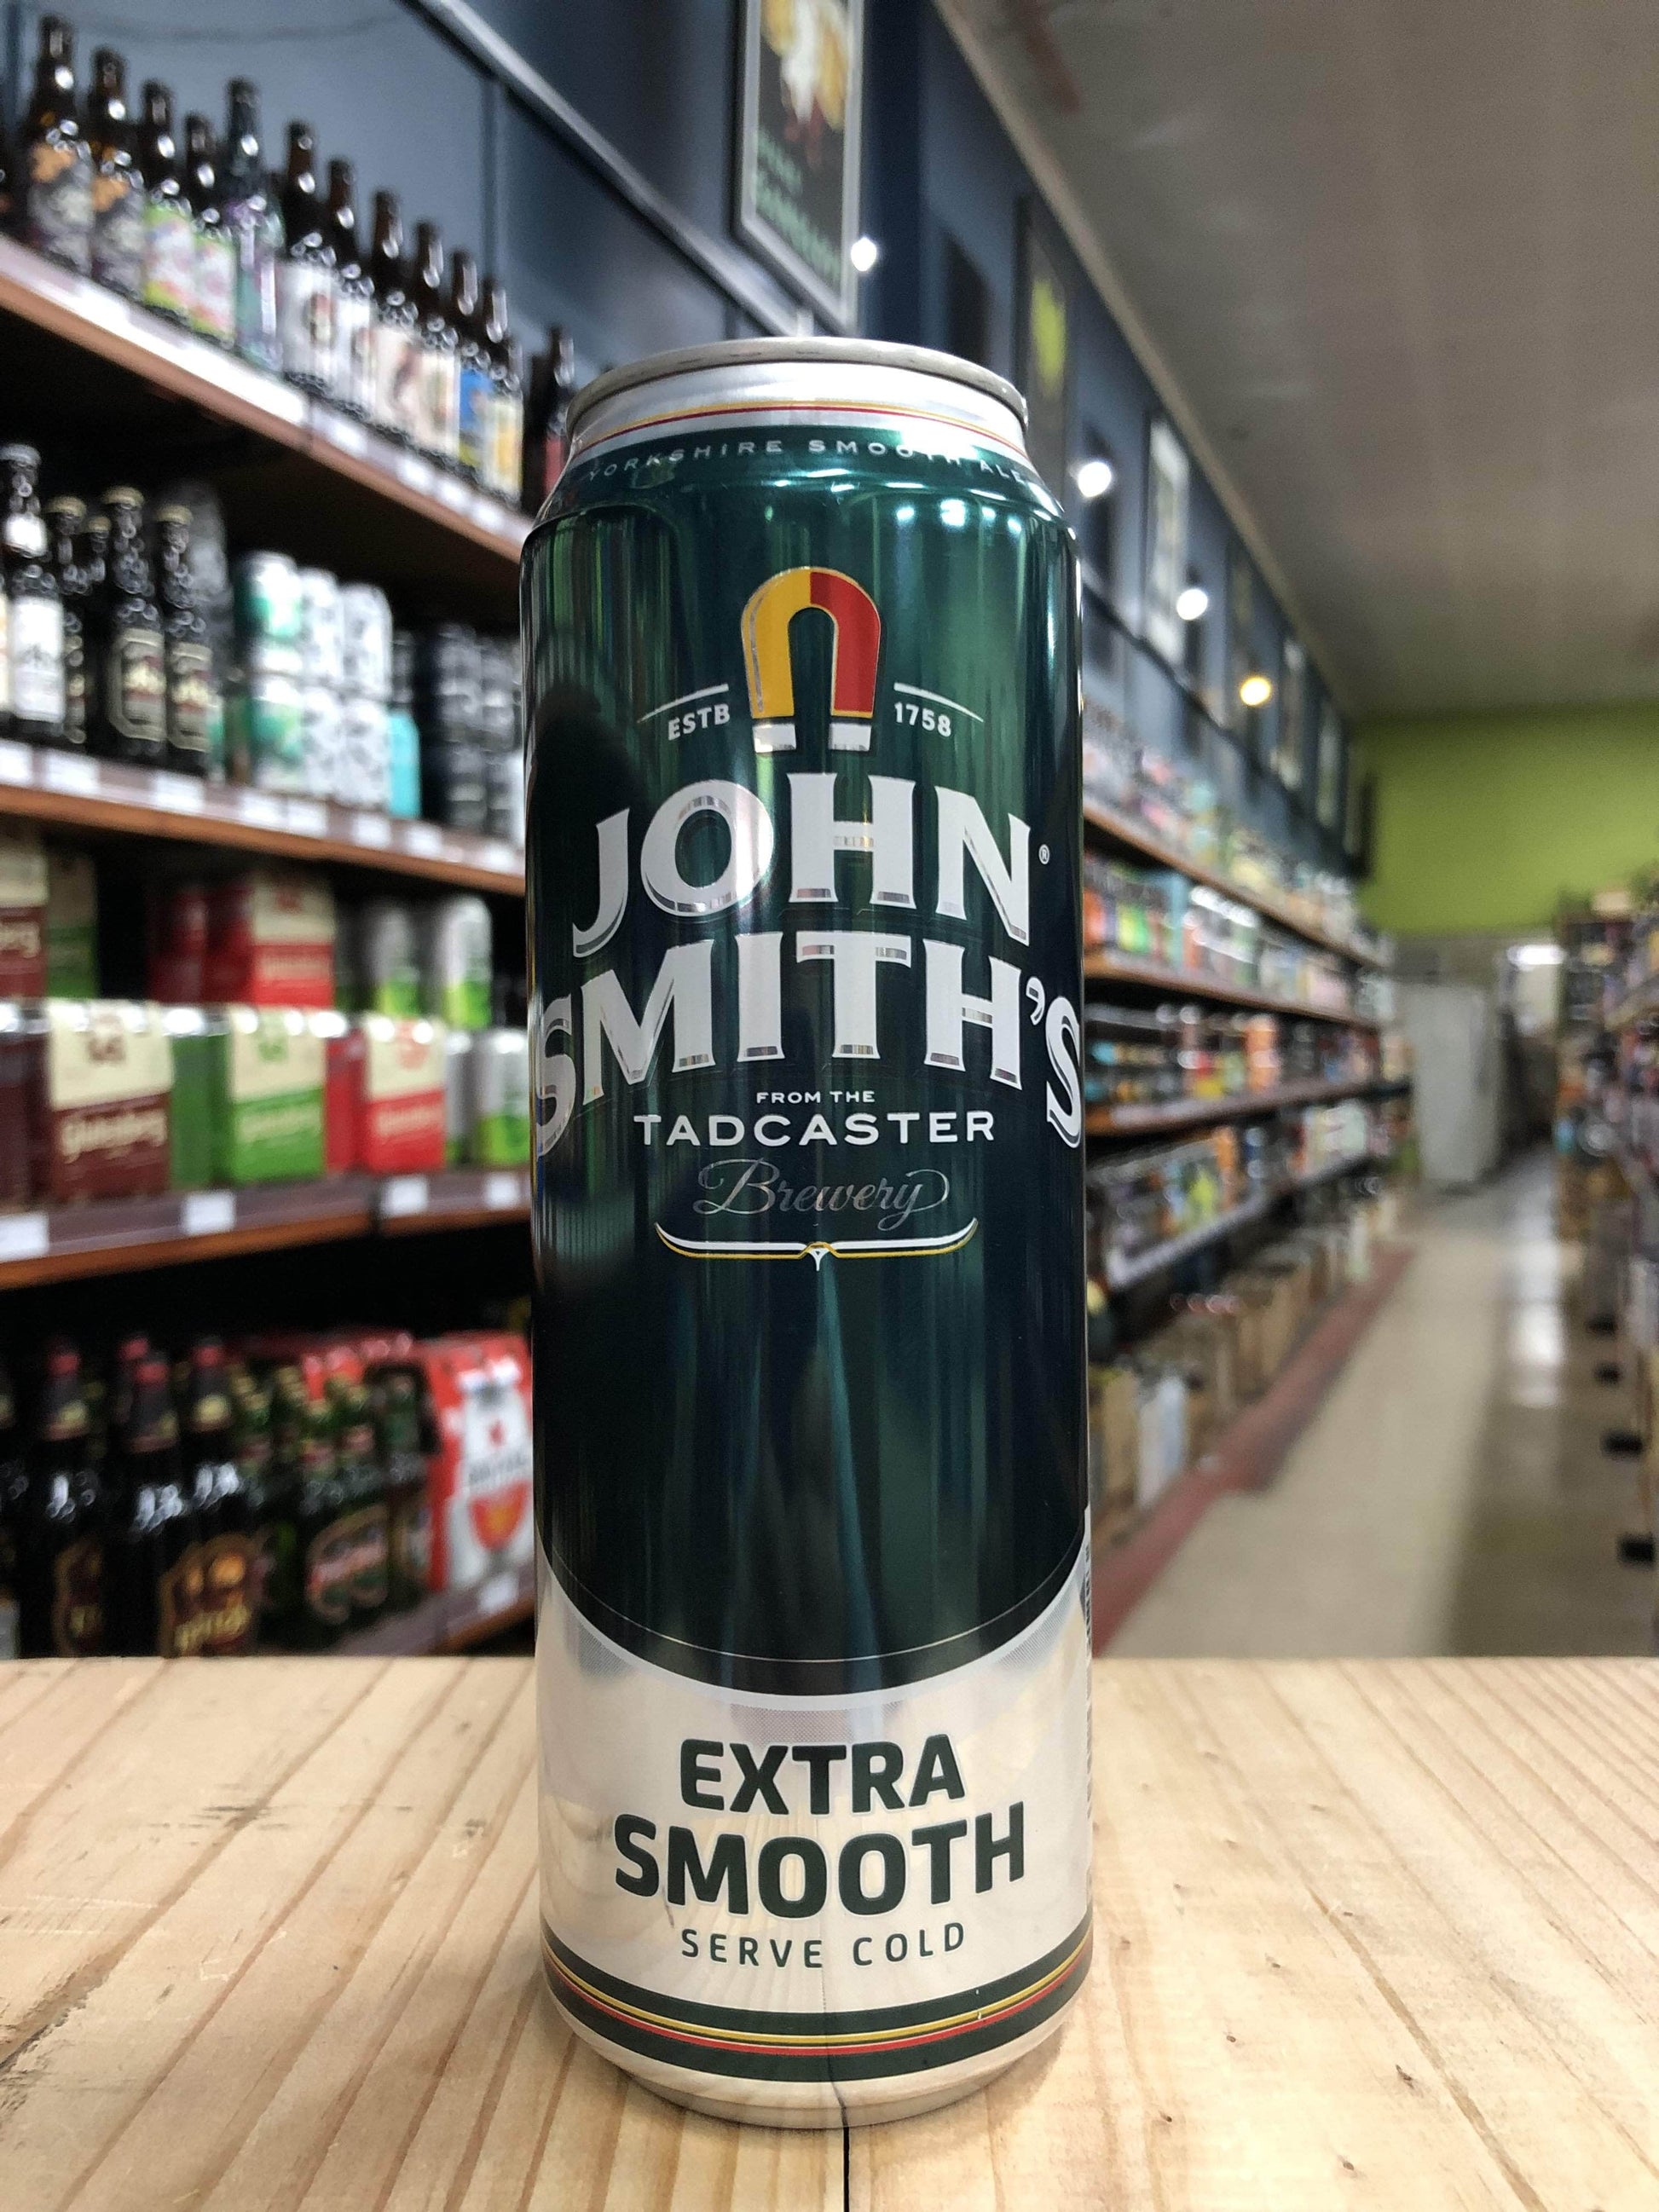 YORKSHIRE SMOOTH ALE
ESTB 1758
JOHN
SMITH'S
FROM THE
TADCASTER
Brewery
EXTRA
SMOOTH
SERVE COLD